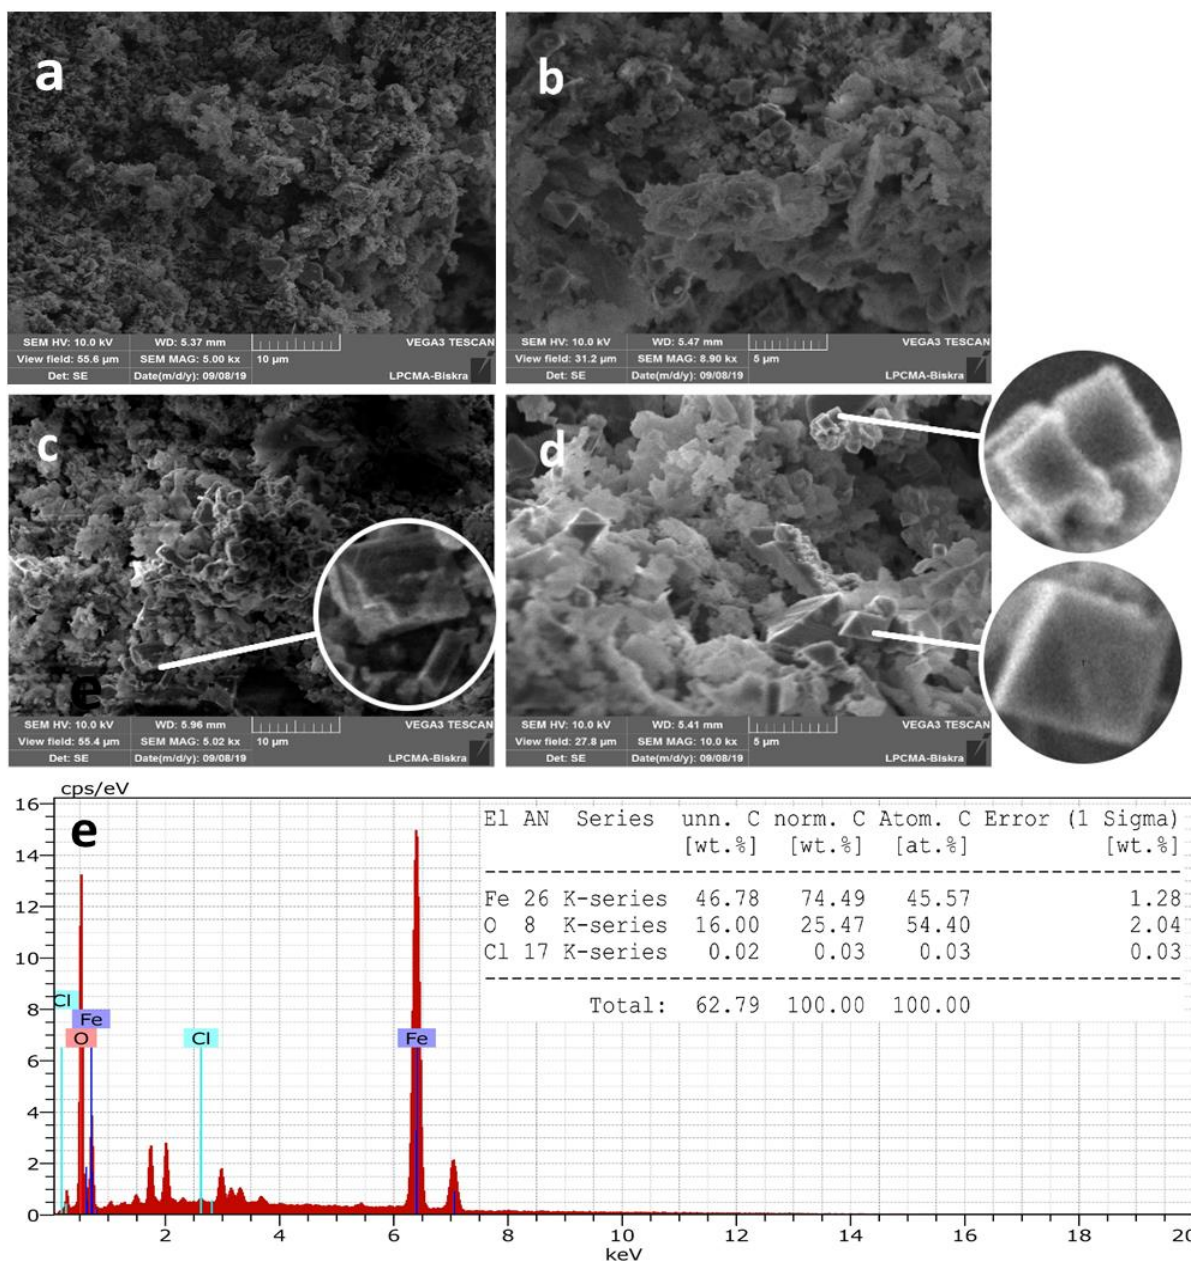 a
SEM HV: 10.0 kV WD: 5.37 mm VEGA3 TESCAN
View field: 55.6 µm SEM MAG: 5.00 kx 10 µm
Det: SE Date(m/d/y): 09/08/19 LPCMA-Biskra
b
SEM HV: 10.0 kV WD: 5.47 mm VEGA3 TESCAN
View field: 31.2 µm SEM MAG: 8.90 kx 5 µm
Det: SE Date(m/d/y): 09/08/19 LPCMA-Biskra
c
e
SEM HV: 10.0 kV WD: 5.96 mm VEGA3 TESCAN
View field: 55.4 µm SEM MAG: 5.02 kx 10 µm
Det: SE Date(m/d/y): 09/08/19 LPCMA-Biskra
d
SEM HV: 10.0 kV WD: 5.41 mm VEGA3 TESCAN
View field: 27.8 µm SEM MAG: 10.0 kx 5 µm
Det: SE Date(m/d/y): 09/08/19 LPCMA-Biskra
cps/eV
e
El AN Series unn. C norm. C Atom. C Error (1 Sigma)
[wt.%] [wt.%] [at.%] [wt.%]
Fe 26 K-series 46.78 74.49 45.57 1.28
O 8 K-series 16.00 25.47 54.40 2.04
Cl 17 K-series 0.02 0.03 0.03 0.03
Total: 62.79 100.00 100.00
16
14
12
10
8
6
4
2
0
Cl
Fe
O
Cl
Fe
2 4 6 8 10 12 14 16 18 20
keV